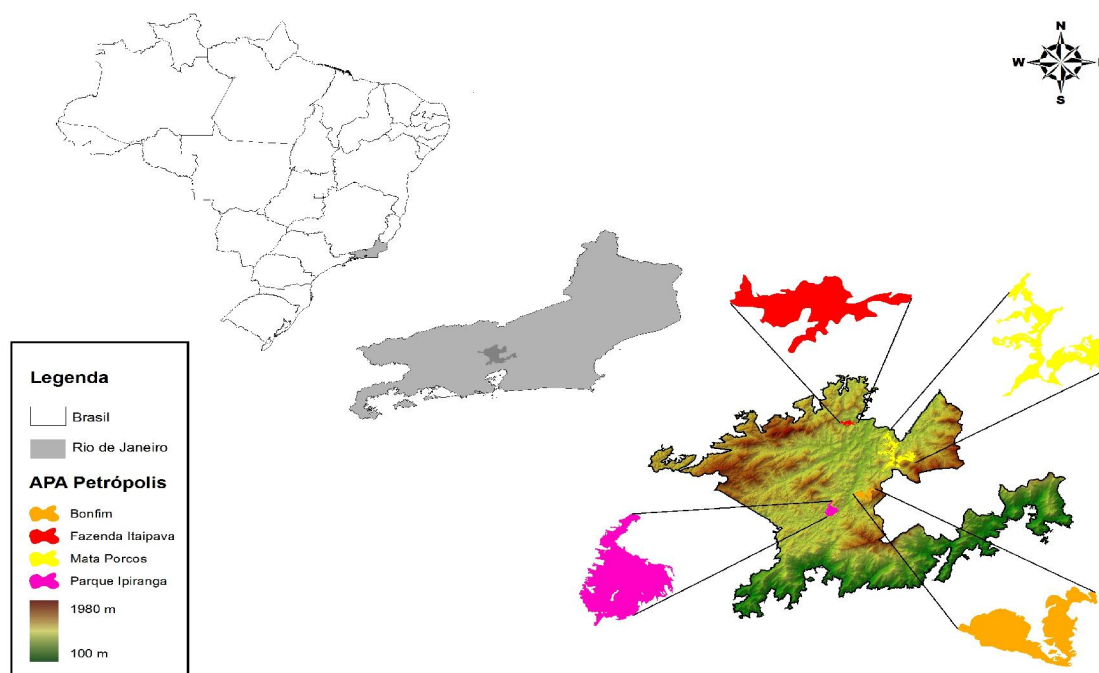 N
W
E
S
Legenda
Brasil
Rio de Janeiro
APA Petrópolis
Bonfim
Fazenda Itaipava
Mata Porcos
Parque Ipiranga
1980 m
100 m